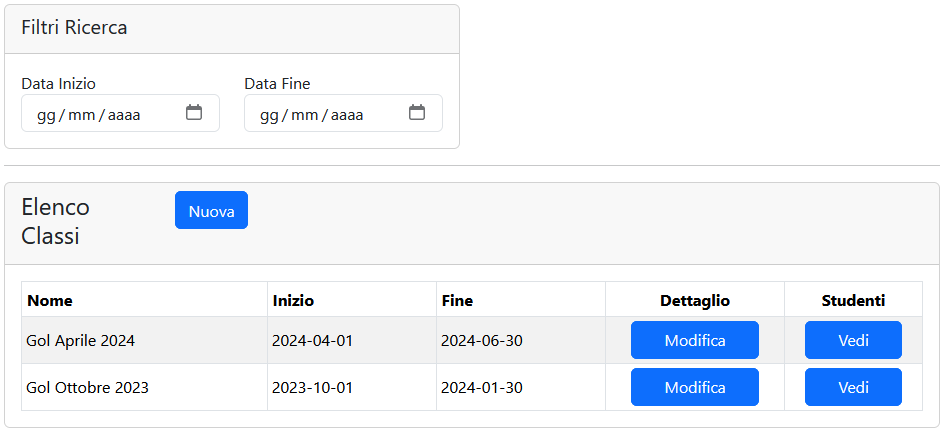 Filtri Ricerca
Data Inizio Data Fine
gg/mm/aaaa gg/mm/aaaa
Elenco
Classi
Nuova
Nome Inizio Fine Dettaglio Studenti
Gol Aprile 2024 2024-04-01 2024-06-30 Modifica Vedi
Gol Ottobre 2023 2023-10-01 2024-01-30 Modifica Vedi